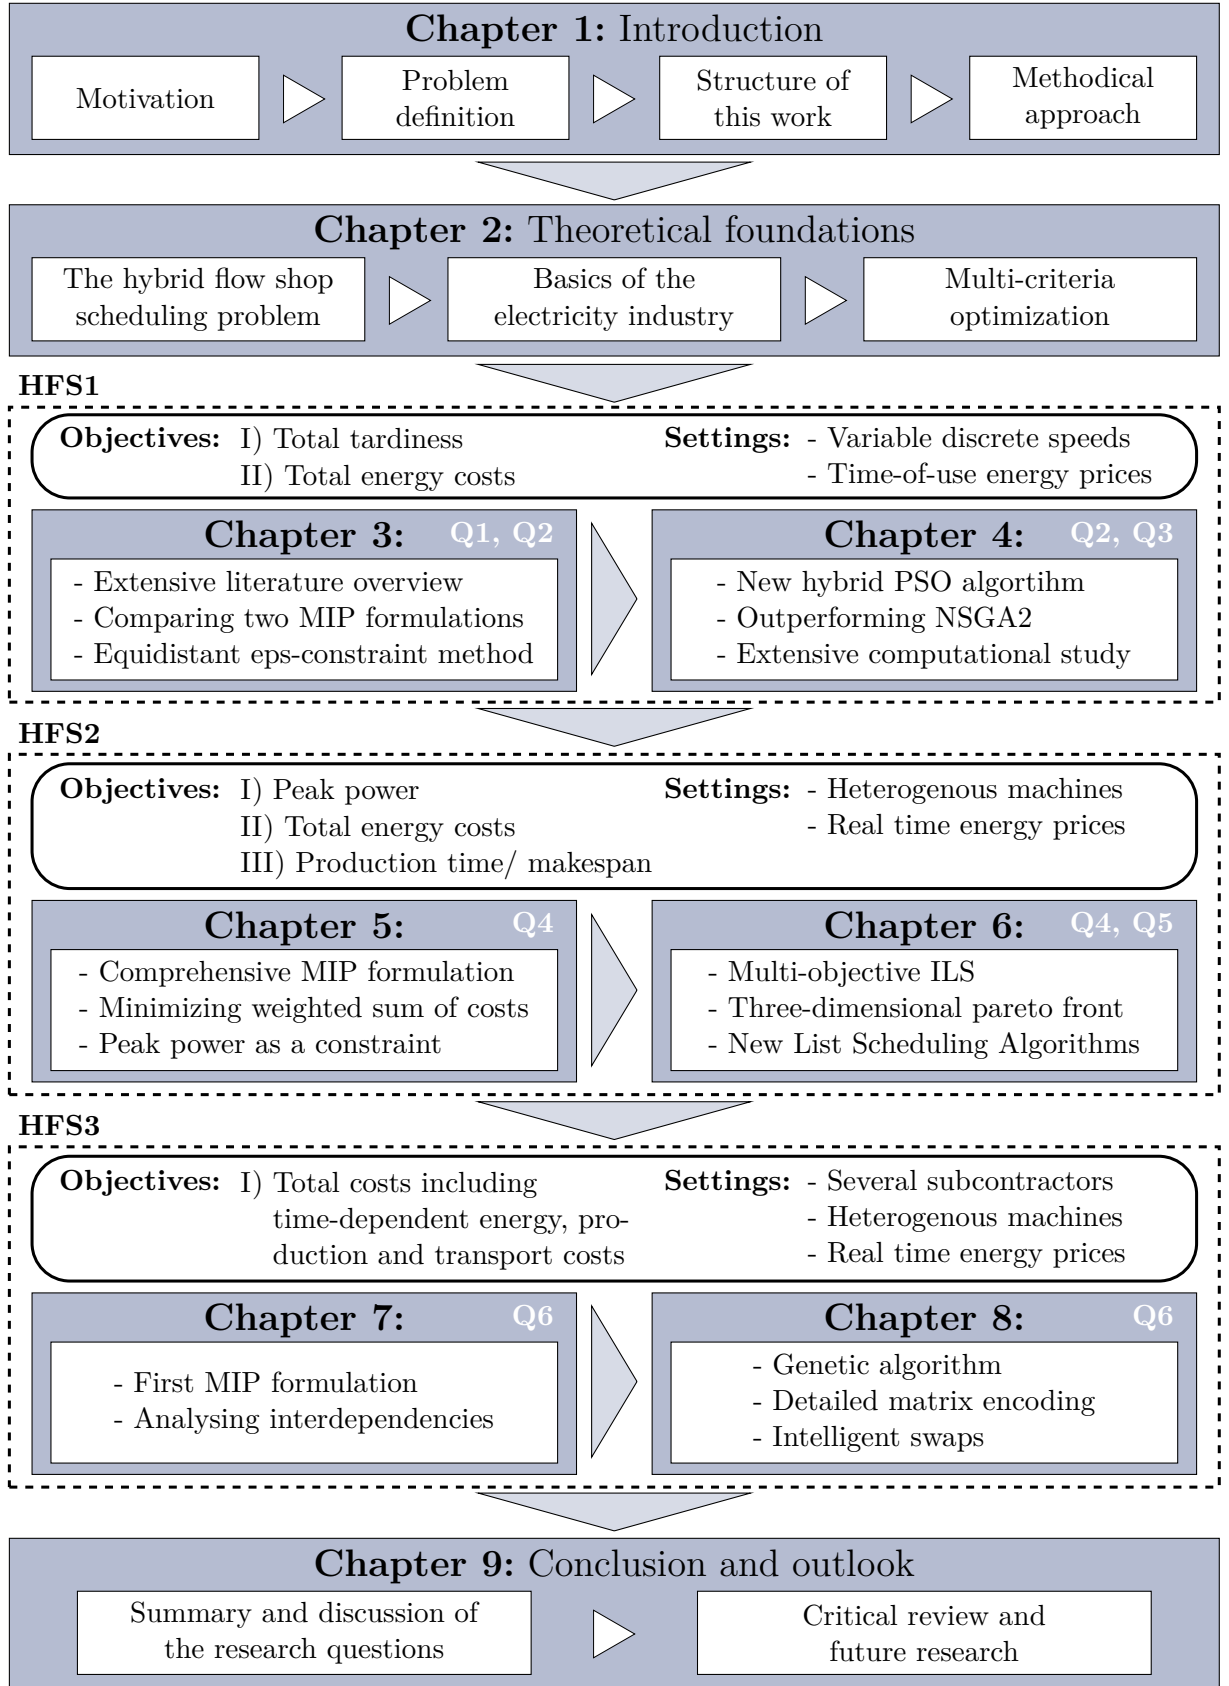 Chapter 1: Introduction
Motivation
Problem
definition
Structure of
this work
Methodical
approach
Chapter 2: Theoretical foundations
The hybrid flow shop
scheduling problem
Basics of the
electricity industry
Multi-criteria
optimization
HFS1
Objectives: I) Total tardiness
II) Total energy costs
Settings: - Variable discrete speeds
- Time-of-use energy prices
Chapter 3: Q1, Q2
- Extensive literature overview
- Comparing two MIP formulations
- Equidistant eps-constraint method
Chapter 4: Q2, Q3
- New hybrid PSO algortihm
- Outperforming NSGA2
- Extensive computational study
HFS2
Objectives: I) Peak power
II) Total energy costs
III) Production time/ makespan
Settings: - Heterogenous machines
- Real time energy prices
Chapter 5: Q4
- Comprehensive MIP formulation
- Minimizing weighted sum of costs
- Peak power as a constraint
Chapter 6: Q4, Q5
- Multi-objective ILS
- Three-dimensional pareto front
- New List Scheduling Algorithms
HFS3
Objectives: I) Total costs including
time-dependent energy, pro-
duction and transport costs
Settings: - Several subcontractors
- Heterogenous machines
- Real time energy prices
Chapter 7: Q6
- First MIP formulation
- Analysing interdependencies
Chapter 8: Q6
- Genetic algorithm
- Detailed matrix encoding
- Intelligent swaps
Chapter 9: Conclusion and outlook
Summary and discussion of
the research questions
Critical review and
future research